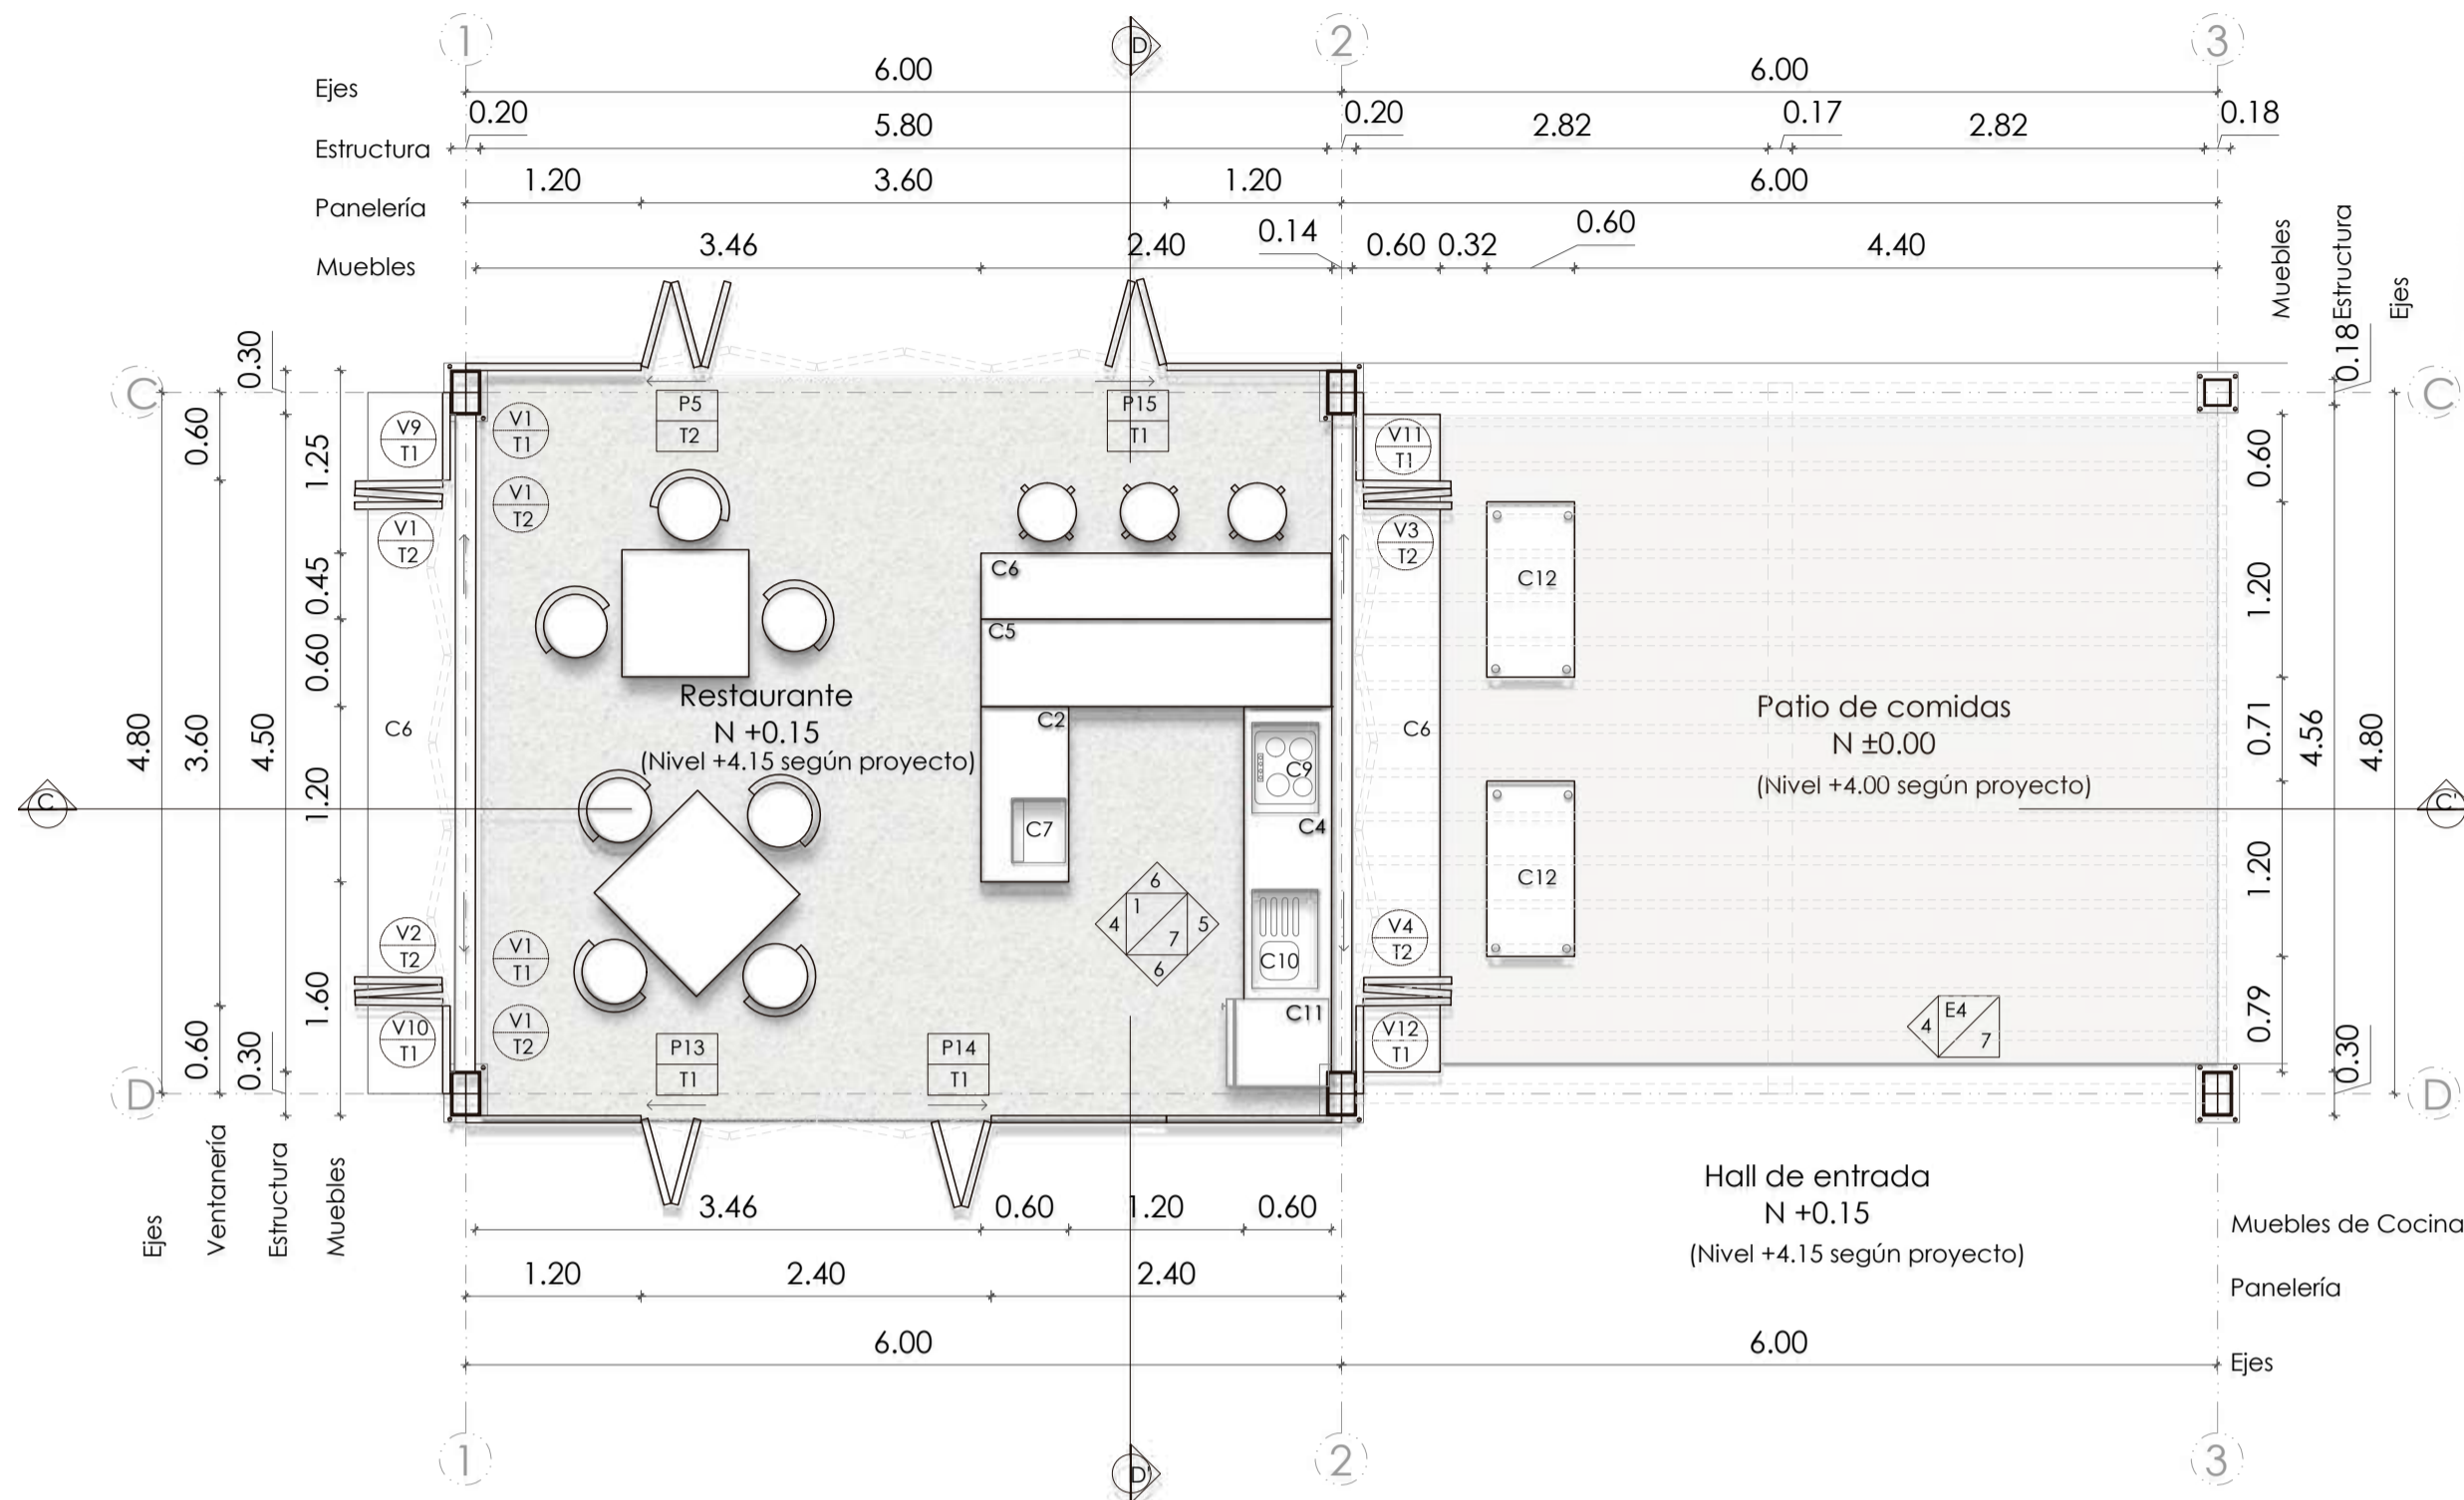 1 D 2 3
6.00 6.00
Ejes
0.20 0.20 0.17 0.18
5.80 2.82 2.82
Estructura
1.20 3.60 1.20 6.00
Panelería
0.14 0.60
3.46 2.40 0.60 0.32 4.40
Muebles
Muebles
Estructura
Ejes
C
0.30
0.18
C
0.60
1.25
V9
T1
V1
T1
P5
T2
P15
T1
V11
T1
0.60
V1
T2
V1
T2
V3
T2
0.45
C6
C12
1.20
C5
0.60
Restaurante
N +0.15
(Nivel +4.15 según proyecto)
4.80
3.60
4.50
C6
C2
C6
Patio de comidas
N ±0.00
(Nivel +4.00 según proyecto)
0.71
4.56
4.80
C9
1.20
C
C7
C4
C'
C12
1.20
6
1
4
5
7
6
V2
T2
V1
T1
V4
T2
C10
1.60
C11
E4
4
7
0.79
V10
T1
V1
T2
P13
T1
P14
T1
V12
T1
0.60
0.30
0.30
D
D
Ejes
Ventanería
Estructura
Muebles
Hall de entrada
N +0.15
(Nivel +4.15 según proyecto)
3.46 0.60 1.20 0.60
Muebles de Cocina
1.20 2.40 2.40
Panelería
6.00 6.00
Ejes
1 D' 2 3